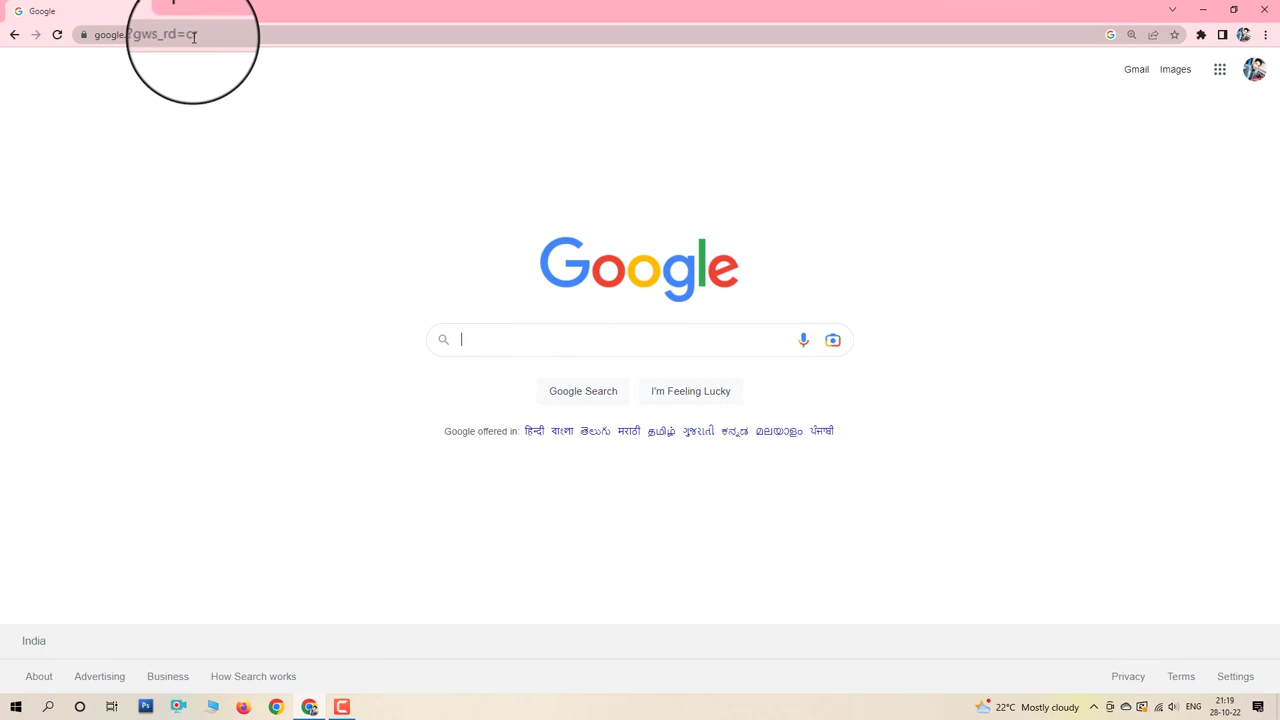 Google
google.
?gws_rd=cr
Gmail Images
Google
Google Search I'm Feeling Lucky
Google offered in: हिन्दी বাংলা తెలుగు मराठी தமிழ் ગુજરાતી ಕನ್ನಡ മലയാളം ਪੰਜਾਬੀ
India
About Advertising Business How Search works
Privacy Terms Settings
Ps
22°C Mostly cloudy
ENG
21:19
28-10-22